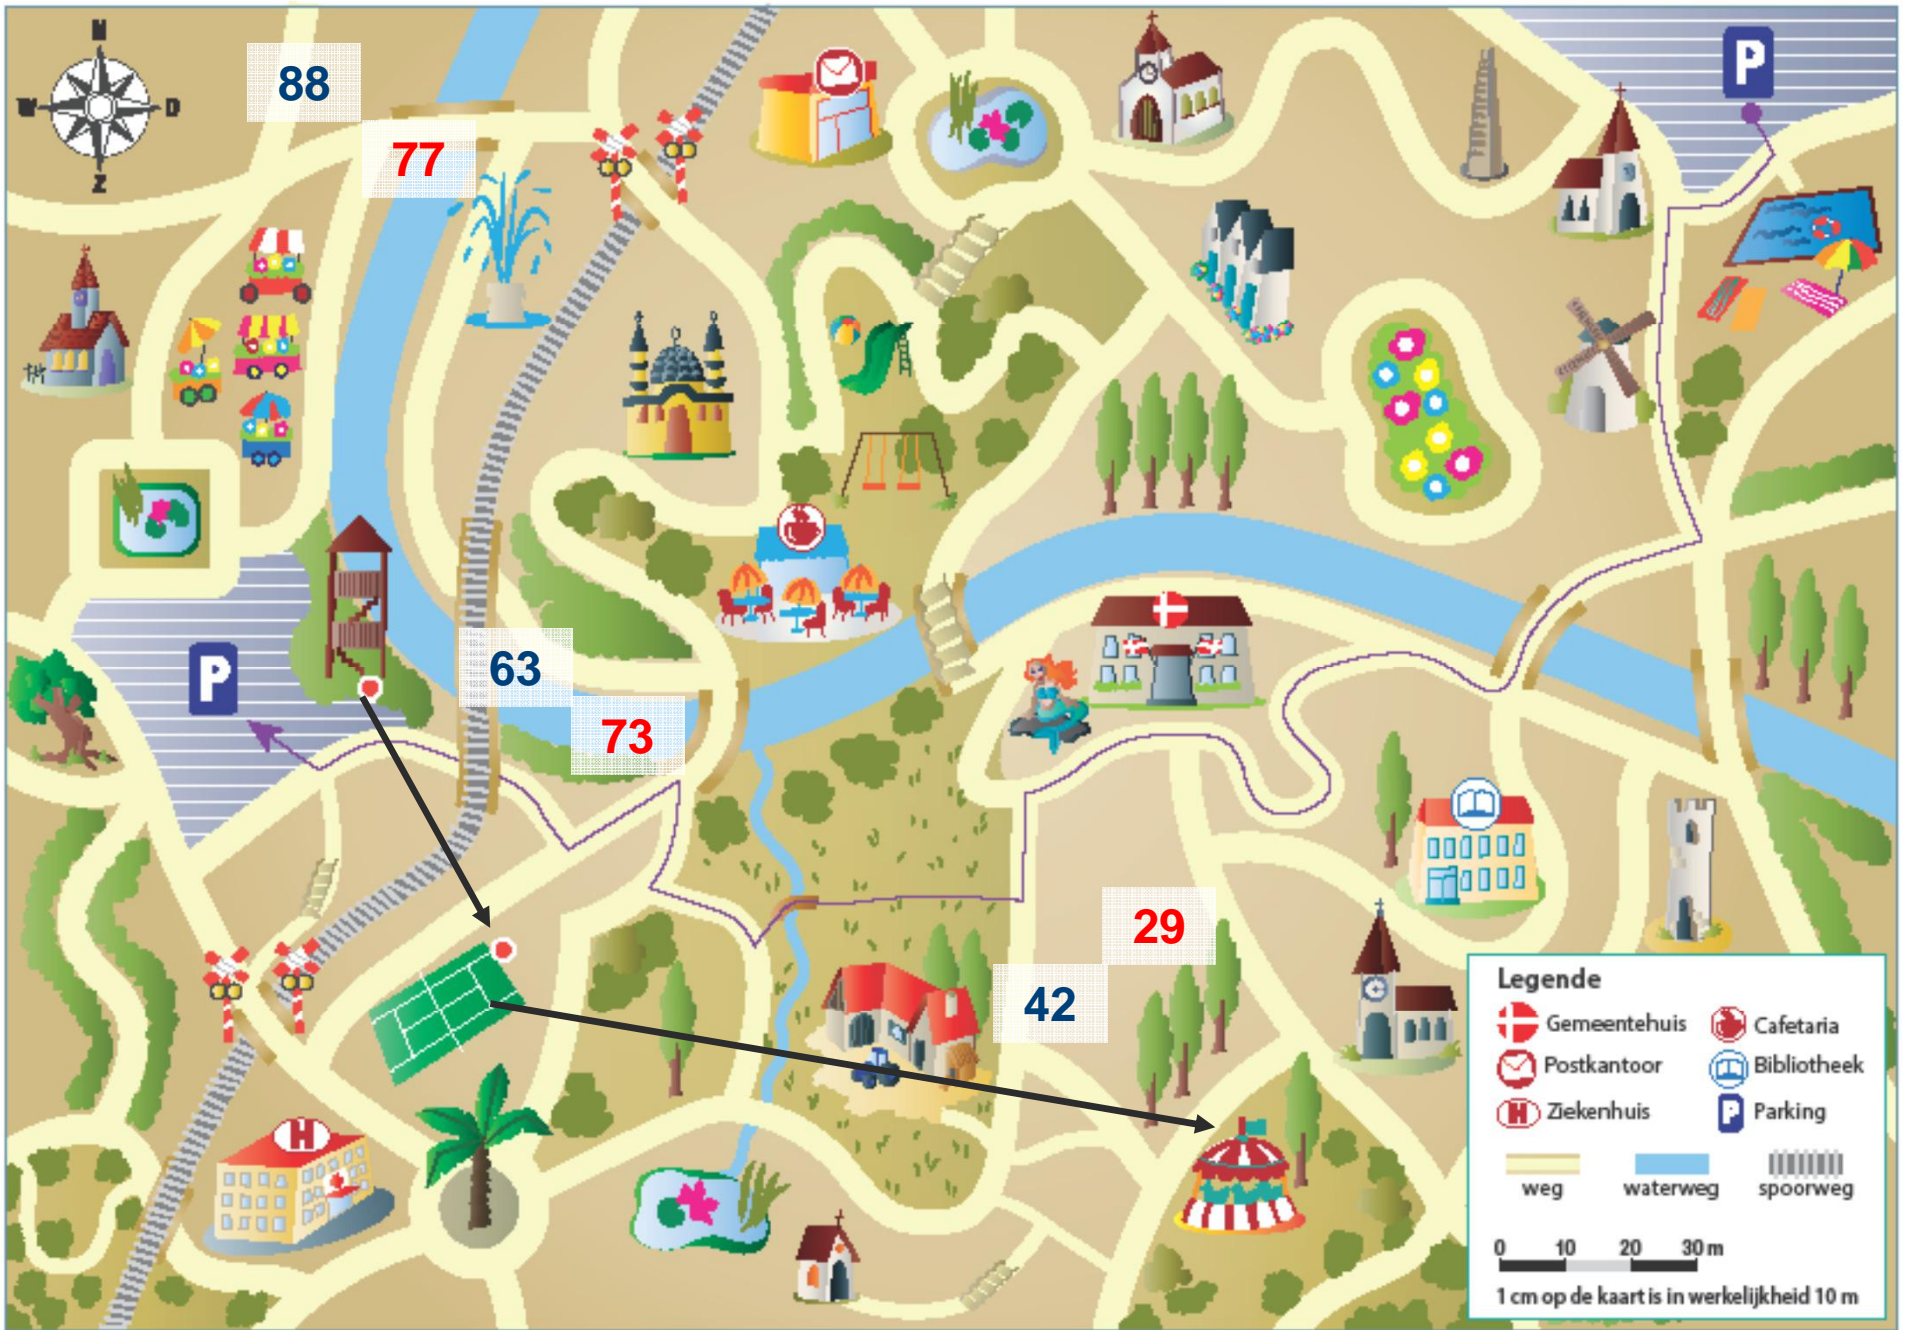 N
W
D
Z
88
77
P
P
63
73
29
42
H
Legende
Gemeentehuis
Cafetaria
Postkantoor
Bibliotheek
H Ziekenhuis
P Parking
weg
waterweg
spoorweg
0 10 20 30 m
1 cm op de kaart is in werkelijkheid 10 m